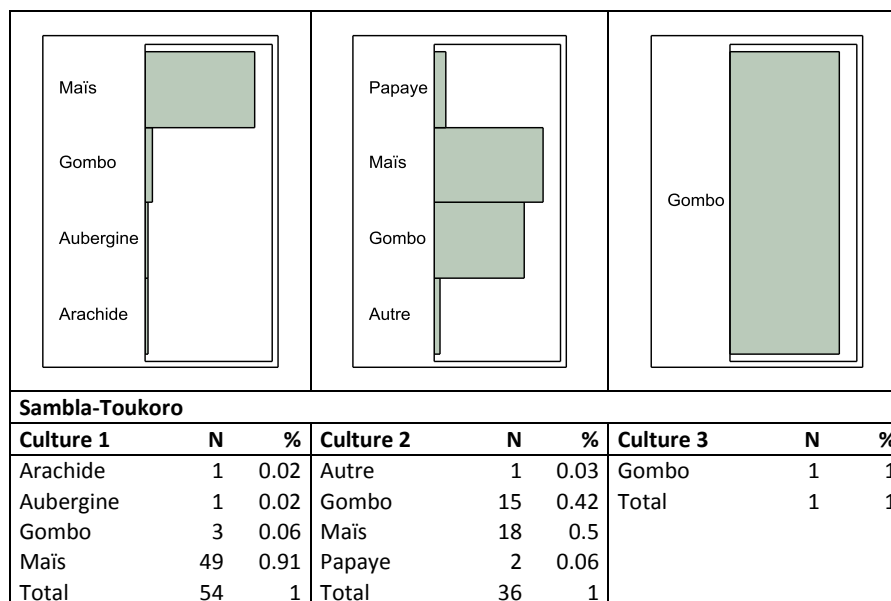 Maïs
Gombo
Aubergine
Arachide
Papaye
Maïs
Gombo
Autre
Gombo
Sambla-Toukoro
Culture 1 N % Culture 2 N % Culture 3 N %
Arachide 1 0.02 Autre 1 0.03 Gombo 1 1
Aubergine 1 0.02 Gombo 15 0.42 Total 1 1
Gombo 3 0.06 Maïs 18 0.5
Maïs 49 0.91 Papaye 2 0.06
Total 54 1 Total 36 1